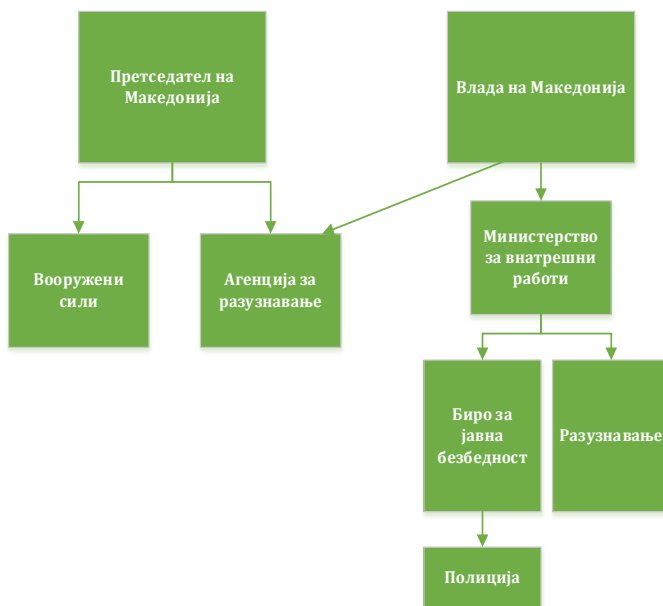 Претседател на
Македонија
Влада на Македонија
Вооружени
сили
Агенција за
разузнавање
Министерство
за внатрешни
работи
Биро за
јавна
безбедност
Разузнавање
Полиција